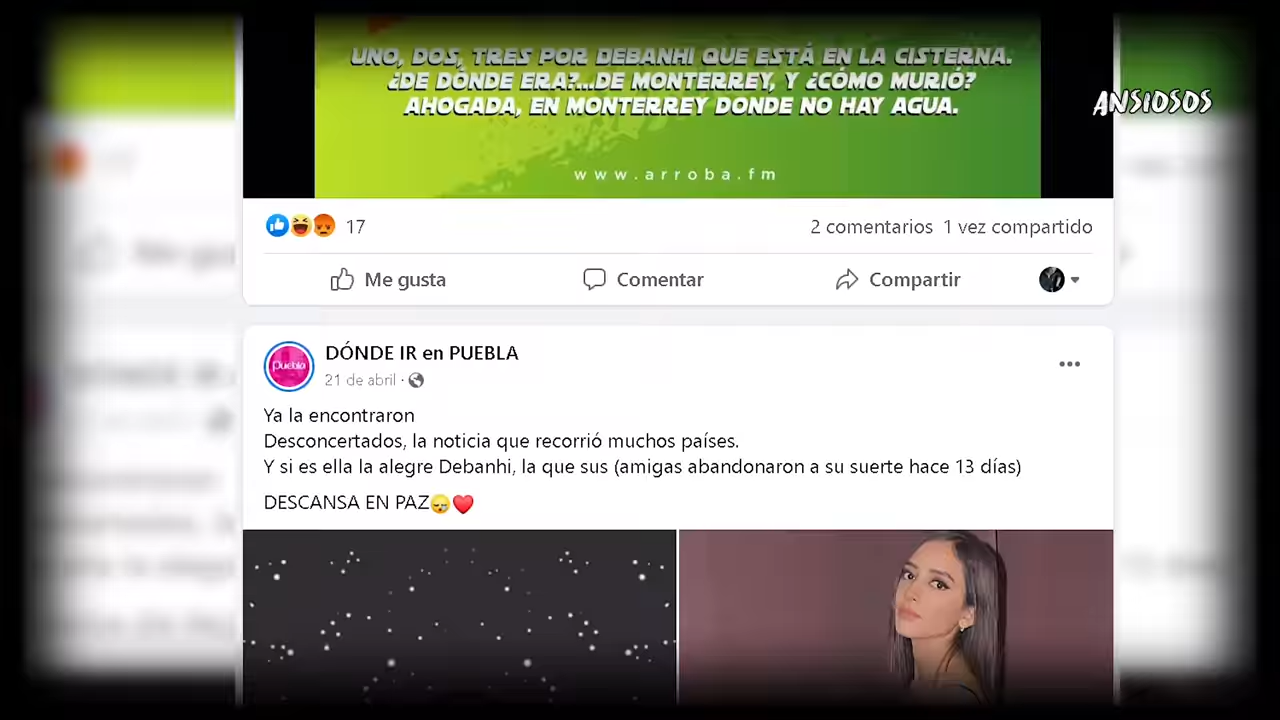 UNO, DOS, TRES POR DEBANHI QUE ESTÁ EN LA CISTERNA.
¿DE DÓNDE ERA?...DE MONTERREY, Y ¿CÓMO MURIÓ?
AHOGADA, EN MONTERREY DONDE NO HAY AGUA.
ANSIOSOS
www.arroba.fm
17
2 comentarios 1 vez compartido
Me gusta Comentar Compartir
puebla
DÓNDE IR en PUEBLA
21 de abril ·
Ya la encontraron
Desconcertados, la noticia que recorrió muchos países.
Y si es ella la alegre Debanhi, la que sus (amigas abandonaron a su suerte hace 13 días)
DESCANSA EN PAZ😪❤️